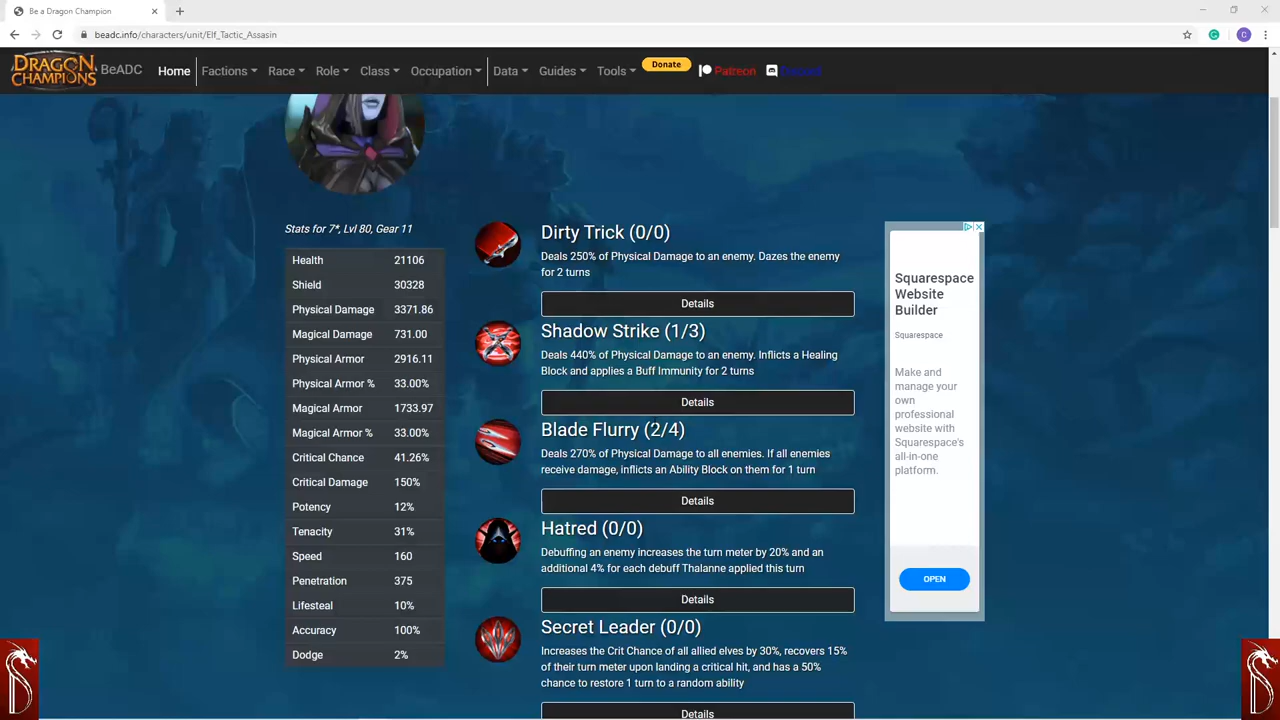 Be a Dragon Champion
beadc.info/characters/unit/Elf_Tactic_Assasin
C
DRAGON CHAMPIONS BeADC Home Factions Race Role Class Occupation Data Guides Tools Donate Patreon Discord
Stats for 7*, Lvl 80, Gear 11
Health 21106
Shield 30328
Physical Damage 3371.86
Magical Damage 731.00
Physical Armor 2916.11
Physical Armor % 33.00%
Magical Armor 1733.97
Magical Armor % 33.00%
Critical Chance 41.26%
Critical Damage 150%
Potency 12%
Tenacity 31%
Speed 160
Penetration 375
Lifesteal 10%
Accuracy 100%
Dodge 2%
Dirty Trick (0/0)
Deals 250% of Physical Damage to an enemy. Dazes the enemy
for 2 turns
Details
Shadow Strike (1/3)
Deals 440% of Physical Damage to an enemy. Inflicts a Healing
Block and applies a Buff Immunity for 2 turns
Details
Blade Flurry (2/4)
Deals 270% of Physical Damage to all enemies. If all enemies
receive damage, inflicts an Ability Block on them for 1 turn
Details
Hatred (0/0)
Debuffing an enemy increases the turn meter by 20% and an
additional 4% for each debuff Thalanne applied this turn
Details
Secret Leader (0/0)
Increases the Crit Chance of all allied elves by 30%, recovers 15%
of their turn meter upon landing a critical hit, and has a 50%
chance to restore 1 turn to a random ability
Details
Squarespace
Website
Builder
Squarespace
Make and
manage your
own
professional
website with
Squarespace's
all-in-one
platform.
OPEN